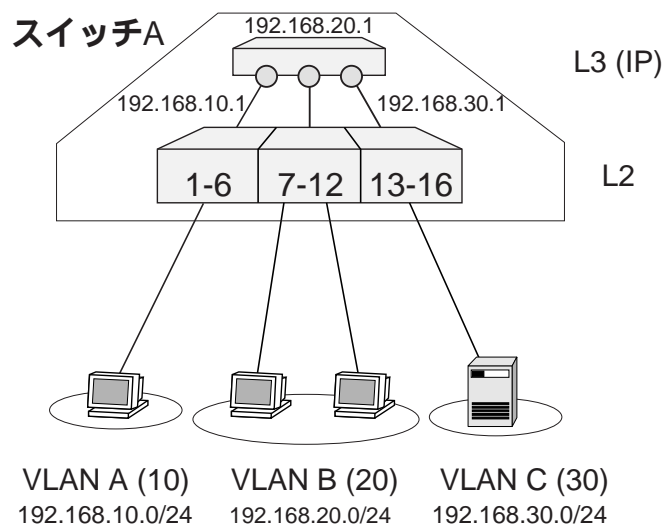 スイッチA
192.168.20.1
L3 (IP)
192.168.10.1
192.168.30.1
1-6
7-12
13-16
L2
VLAN A (10)
VLAN B (20)
VLAN C (30)
192.168.10.0/24
192.168.20.0/24
192.168.30.0/24